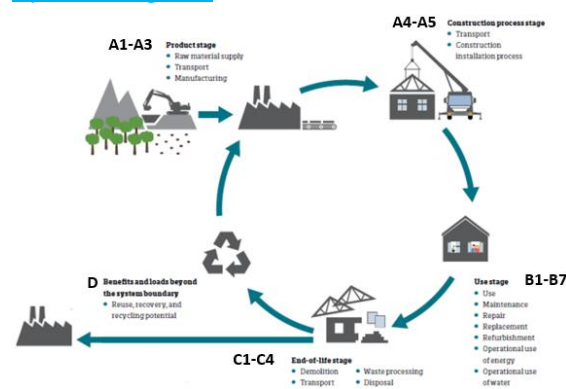 A1-A3
Product stage
• Raw material supply
• Transport
• Manufacturing
A4-A5
Construction process stage
• Transport
• Construction
installation process
B1-B7
Use stage
• Use
• Maintenance
• Repair
• Replacement
• Refurbishment
• Operational use
of energy
• Operational use
of water
C1-C4
End-of-life stage
• Demolition
• Transport
• Waste processing
• Disposal
D
Benefits and loads beyond
the system boundary
• Reuse, recovery, and
recycling potential